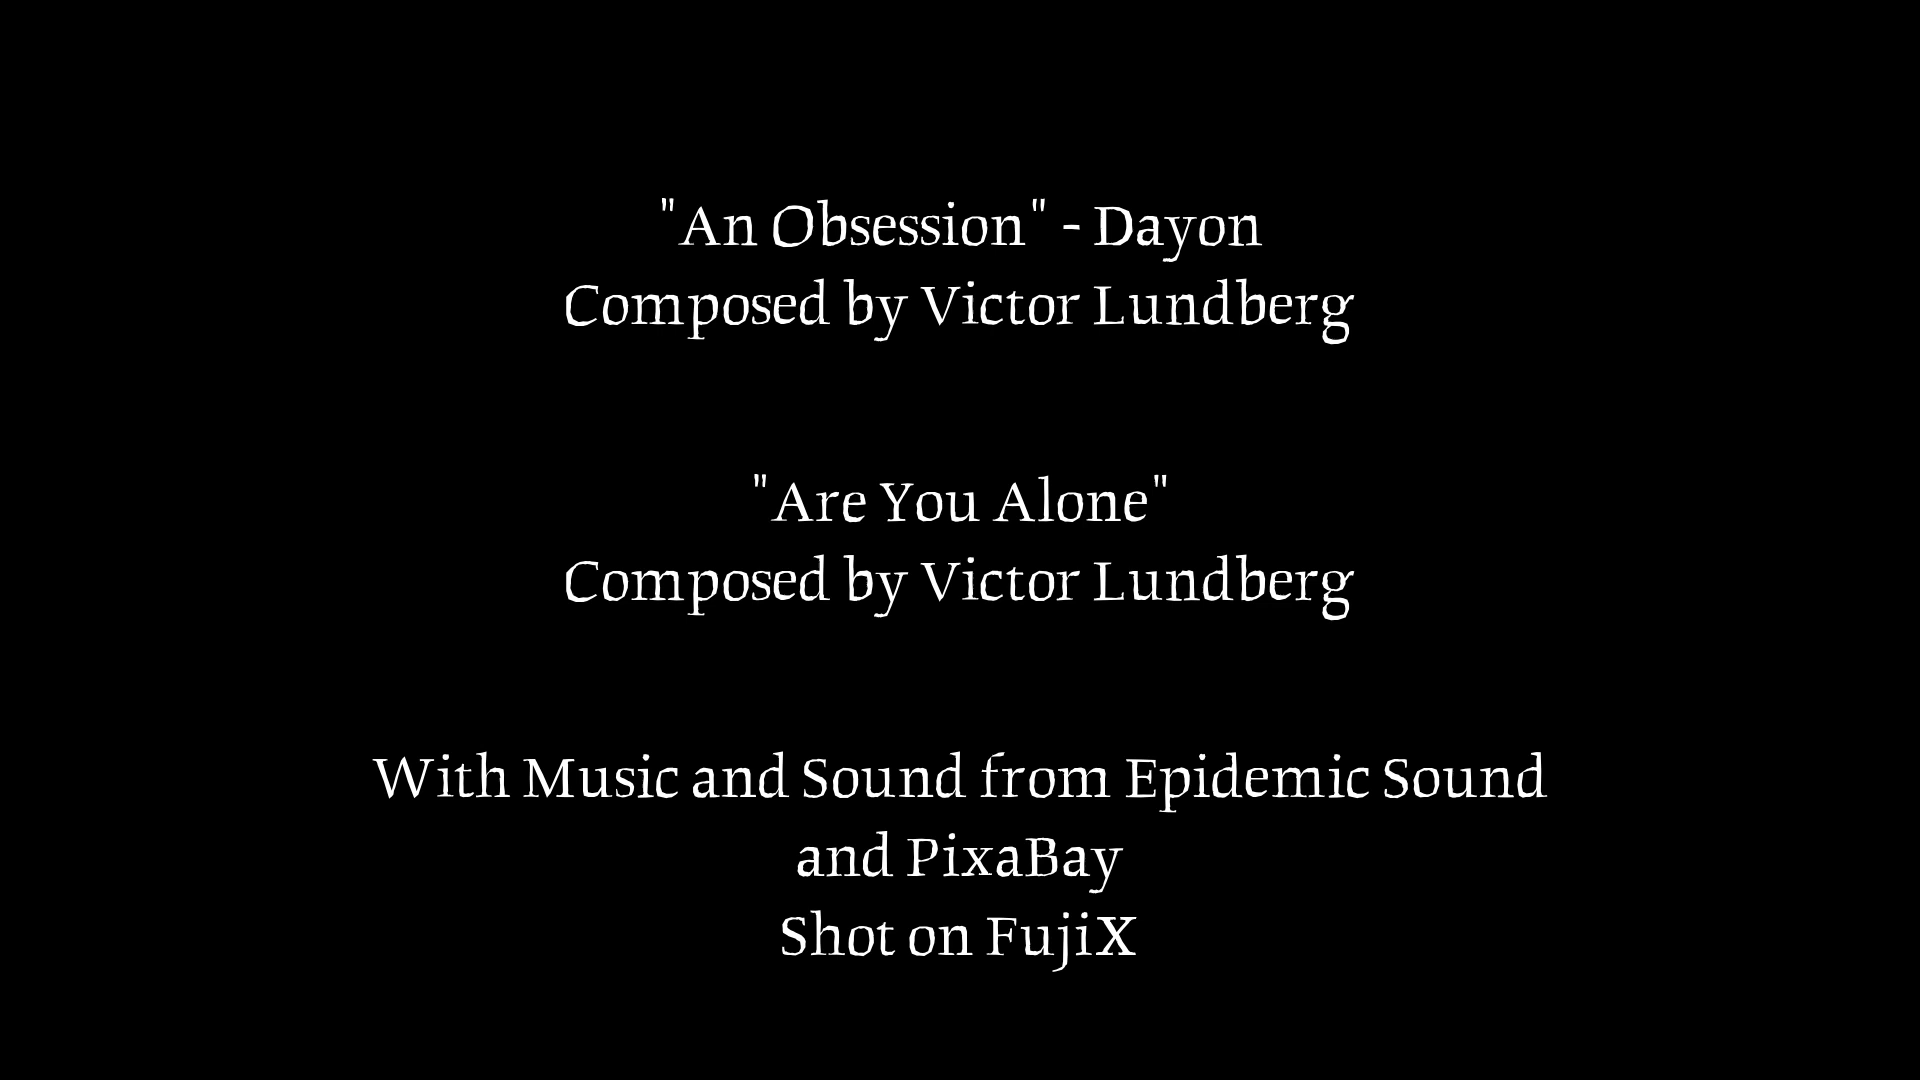 "An Obsession" - Dayon
Composed by Victor Lundberg
"Are You Alone"
Composed by Victor Lundberg
With Music and Sound from Epidemic Sound
and PixaBay
Shot on FujiX